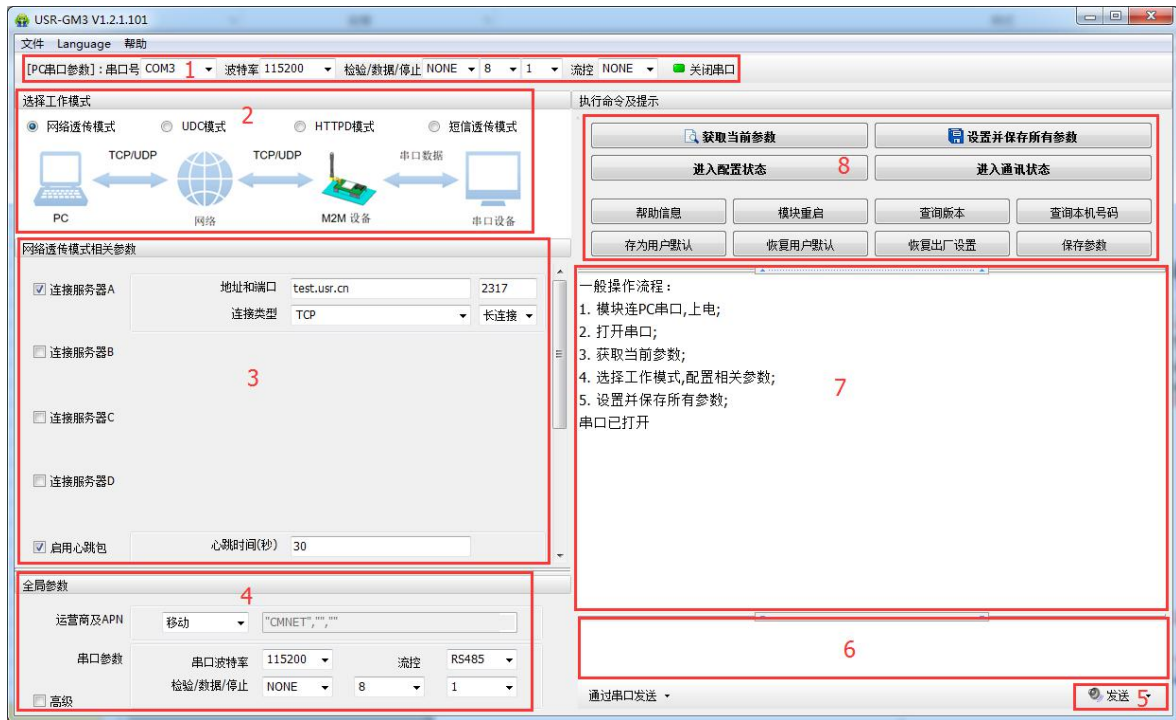 USR-GM3 V1.2.1.101
文件 Language 帮助
[PC串口参数]:串口号 COM3 1 波特率 115200 检验/数据/停止 NONE 8 1 流控 NONE 关闭串口
选择工作模式
2
网络透传模式 UDC模式 HTTPD模式 短信透传模式
TCP/UDP TCP/UDP 串口数据
PC 网络 M2M 设备 串口设备
网络透传模式相关参数
连接服务器A 地址和端口 test.usr.cn 2317
连接类型 TCP 长连接
连接服务器B
3
连接服务器C
连接服务器D
启用心跳包 心跳时间(秒) 30
全局参数
4
运营商及APN 移动 "CMNET","",""
串口参数 串口波特率 115200 流控 RS485
检验/数据/停止 NONE 8 1
高级
执行命令及提示
获取当前参数 设置并保存所有参数
进入配置状态 8 进入通讯状态
帮助信息 模块重启 查询版本 查询本机号码
存为用户默认 恢复用户默认 恢复出厂设置 保存参数
一般操作流程:
1. 模块连PC串口,上电;
2. 打开串口;
3. 获取当前参数;
4. 选择工作模式,配置相关参数;
7
5. 设置并保存所有参数;
串口已打开
6
通过串口发送 发送 5